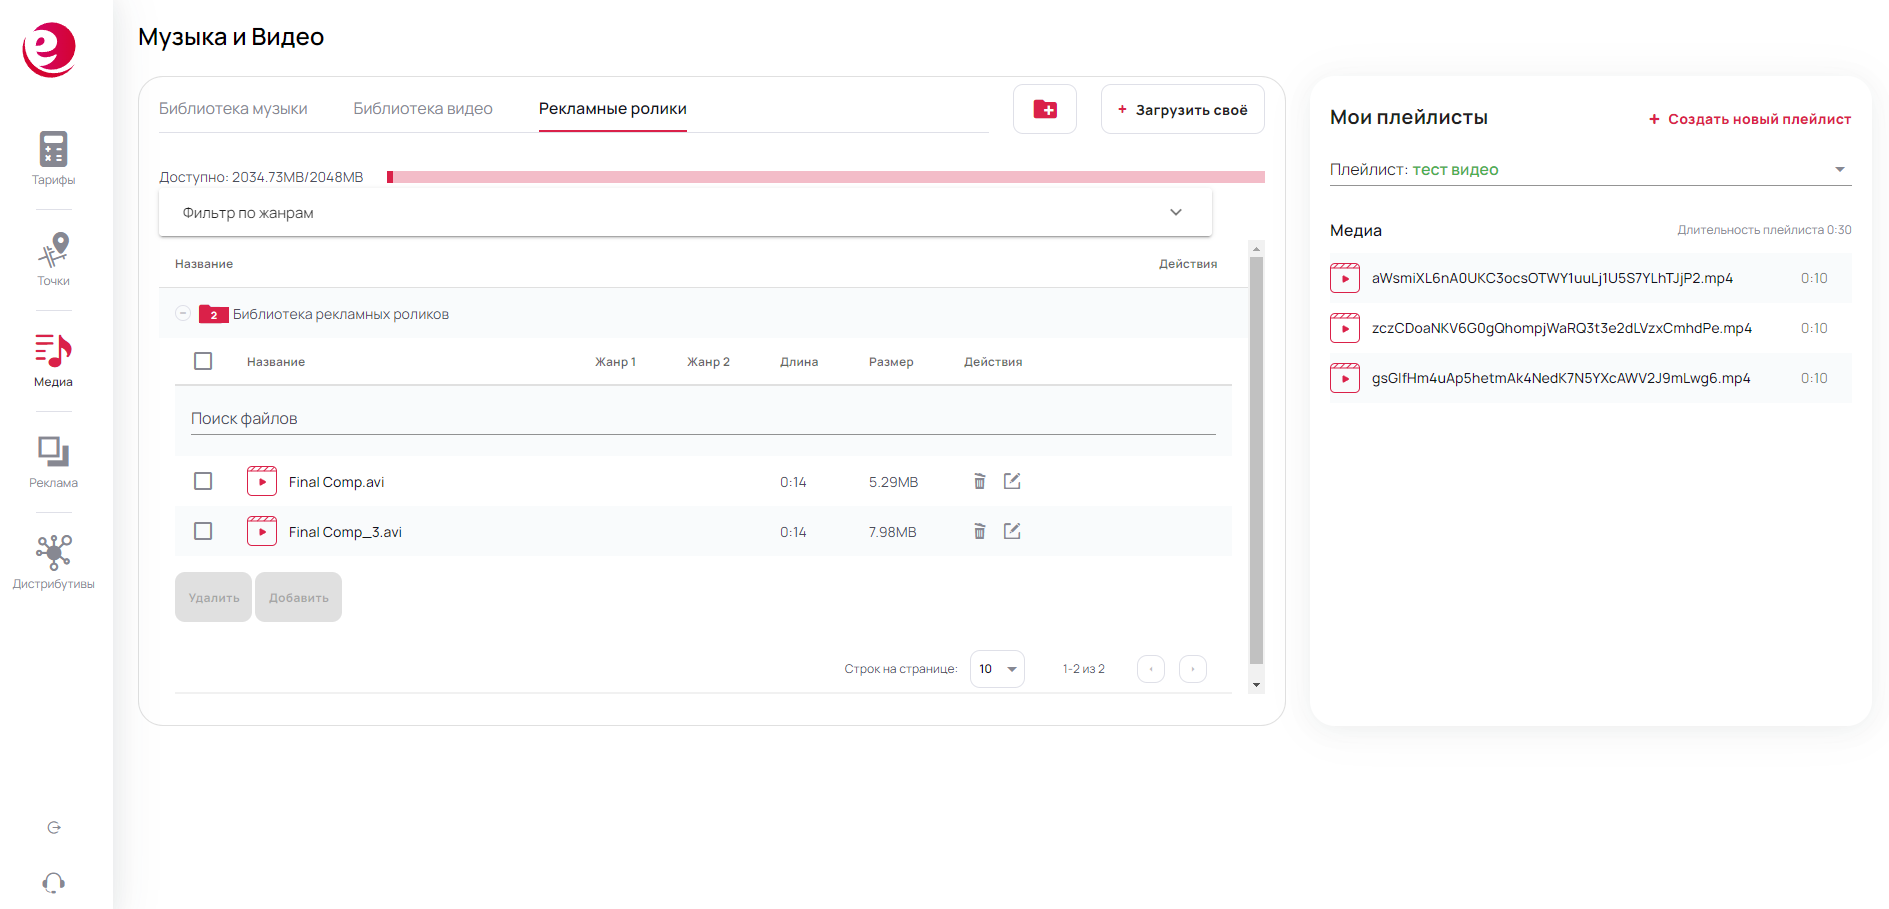 Музыка и Видео
Библиотека музыки
Библиотека видео
Рекламные ролики
+ Загрузить своё
Доступно: 2034.73MB/2048MB
Фильтр по жанрам
Название
Действия
2
Библиотека рекламных роликов
Название
Жанр 1
Жанр 2
Длина
Размер
Действия
Поиск файлов
Final Comp.avi
0:14
5.29MB
Final Comp_3.avi
0:14
7.98MB
Удалить
Добавить
Строк на странице:
10
1-2 из 2
Мои плейлисты
+ Создать новый плейлист
Плейлист: тест видео
Медиа
Длительность плейлиста 0:30
aWsmiXL6nA0UKC3ocsOTWY1uuLj1U5S7YLhTJjP2.mp4
0:10
zczCDoaNKV6G0gQhompjWaRQ3t3e2dLVzxCmhdPe.mp4
0:10
gsGlfHm4uAp5hetmAk4NedK7N5YXcAWV2J9mLwg6.mp4
0:10
Тарифы
Точки
Медиа
Реклама
Дистрибутивы